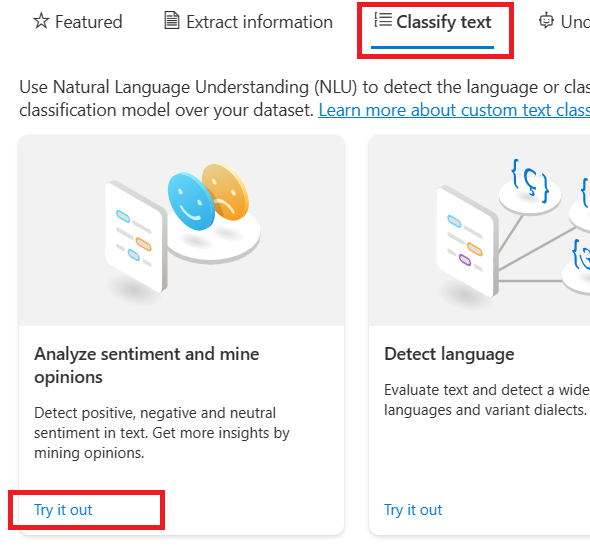 Featured
Extract information
Classify text
Use Natural Language Understanding (NLU) to detect the language or
classification model over your dataset. Learn more about custom text
Analyze sentiment and mine
opinions
Detect positive, negative and neutral
sentiment in text. Get more insights by
mining opinions.
Try it out
Detect language
Evaluate text and detect a wide
languages and variant dialects.
Try it out